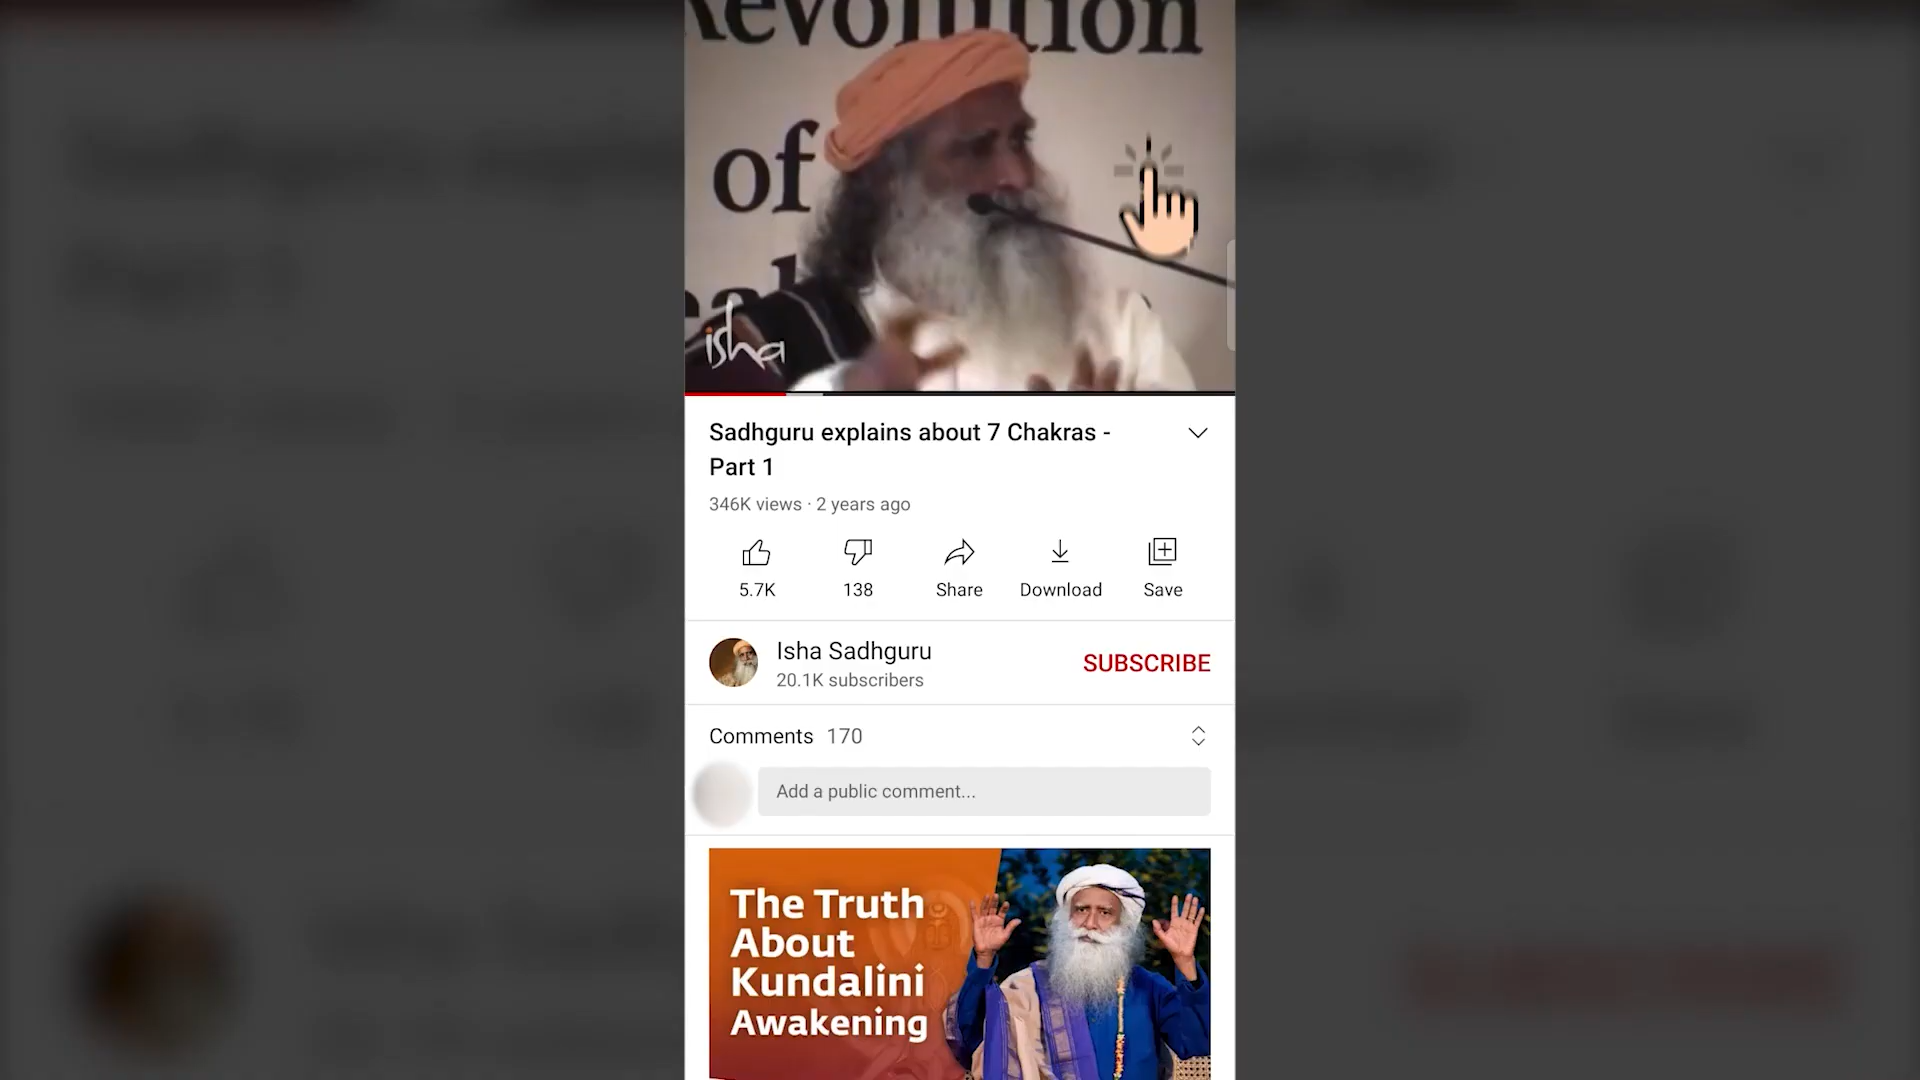 Revolution
of
isha
Sadhguru explains about 7 Chakras -
Part 1
346K views · 2 years ago
5.7K
138
Share
Download
Save
Isha Sadhguru
20.1K subscribers
SUBSCRIBE
Comments 170
Add a public comment...
The Truth
About
Kundalini
Awakening